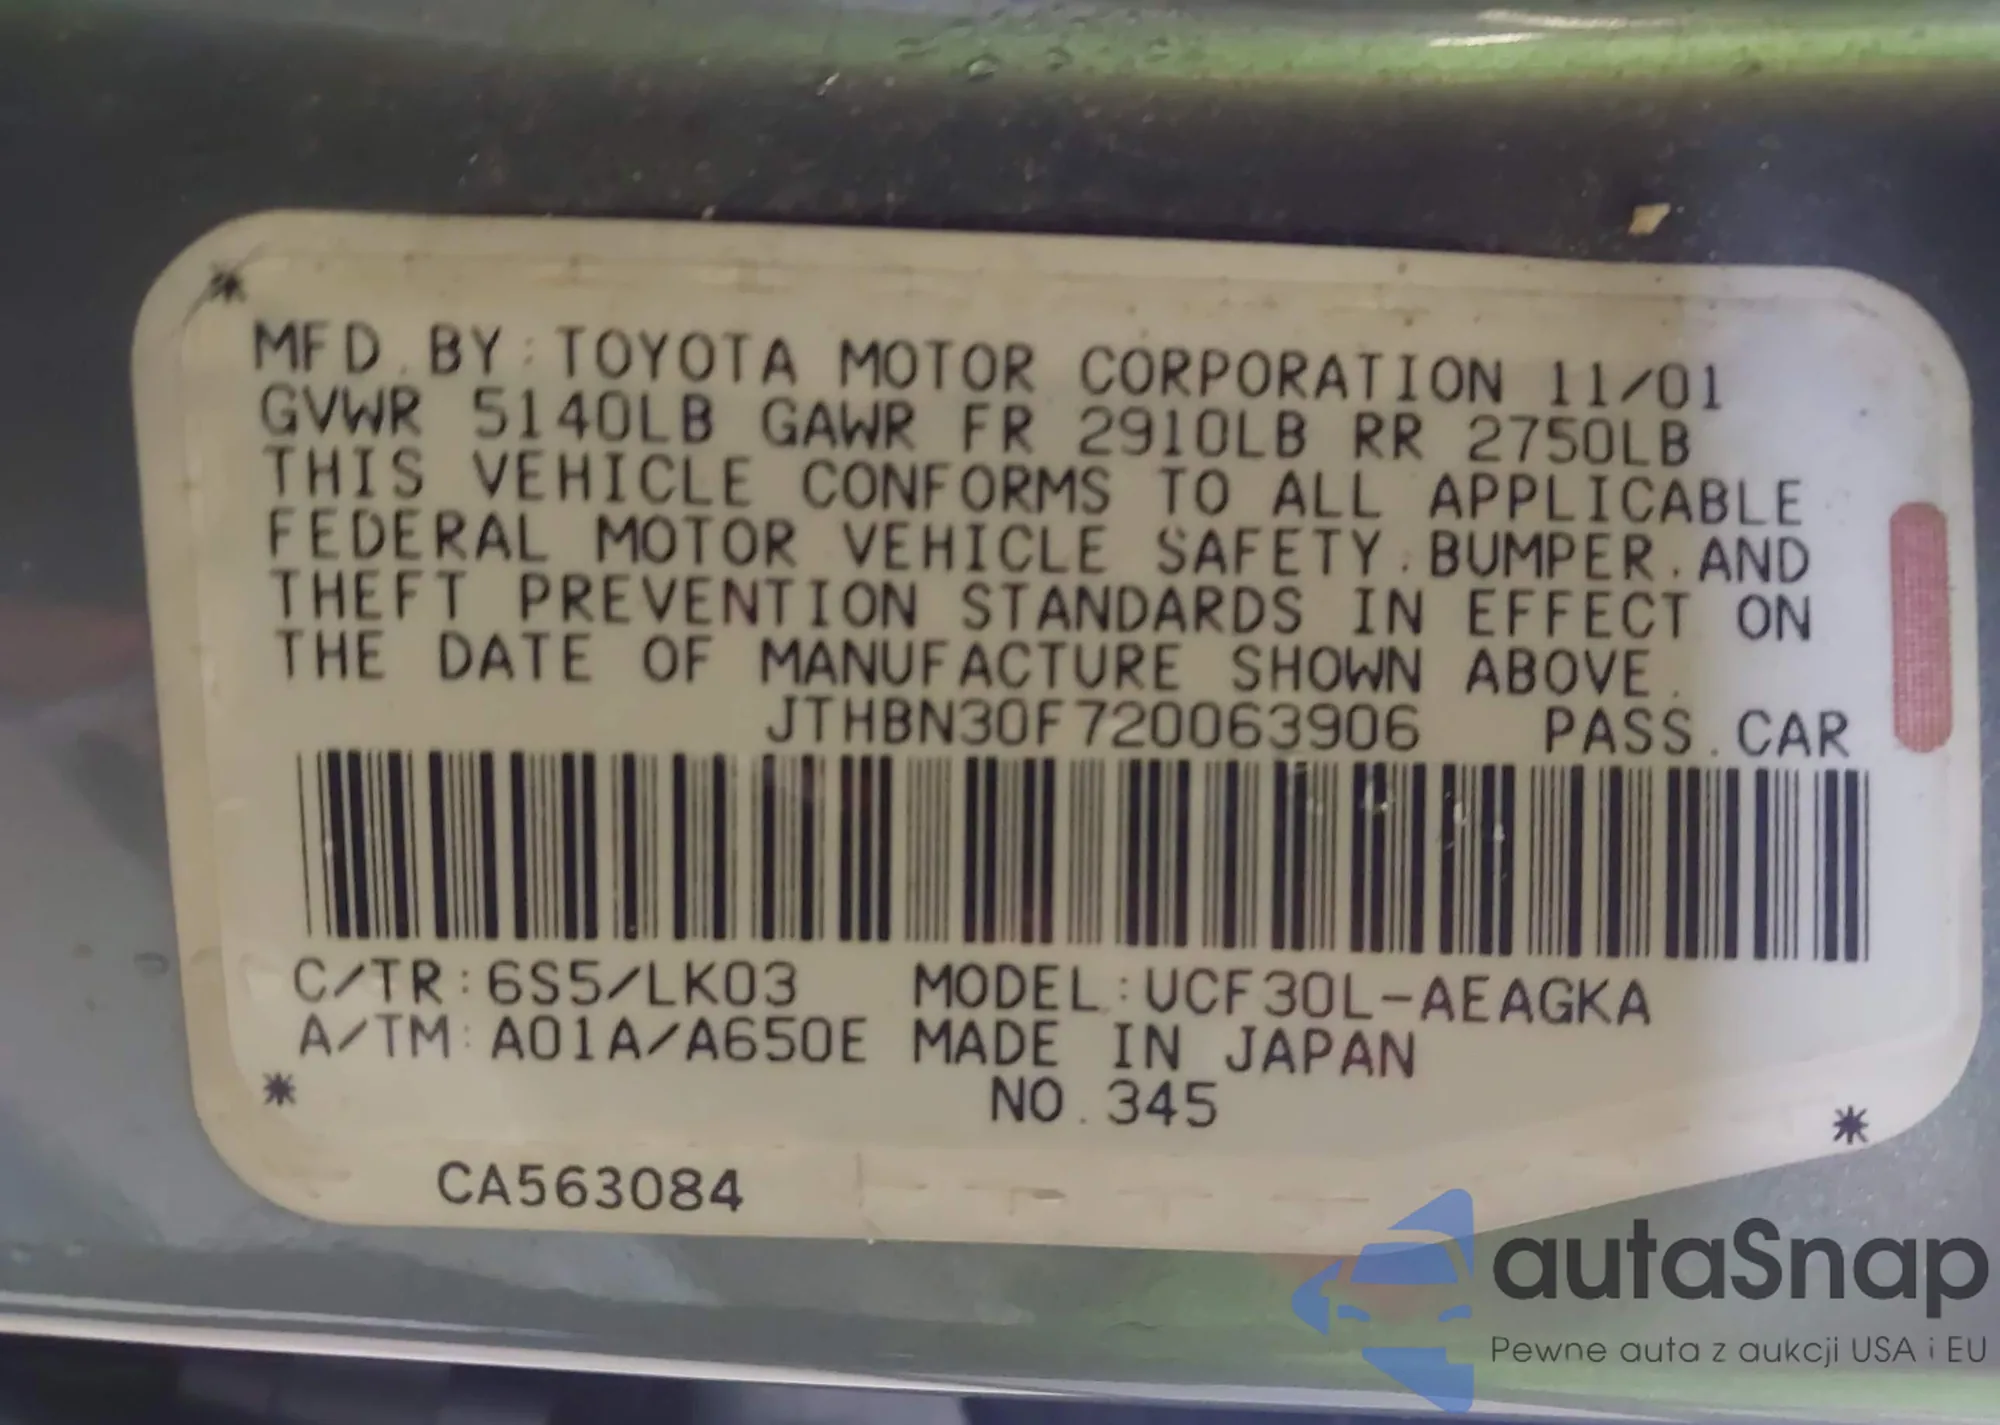 MFD. BY: TOYOTA MOTOR CORPORATION 11/01
GVWR 5140LB GAWR FR 2910LB RR 2750LB
THIS VEHICLE CONFORMS TO ALL APPLICABLE
FEDERAL MOTOR VEHICLE SAFETY. BUMPER. AND
THEFT PREVENTION STANDARDS IN EFFECT ON
THE DATE OF MANUFACTURE SHOWN ABOVE.
JTHBN30F720063906 PASS. CAR
C/TR: 6S5/LK03 MODEL: UCF30L-AEAGKA
A/TM: A01A/A650E MADE IN JAPAN
NO. 345
CA563084
autaSnap
Pewne auta z aukcji USA i EU